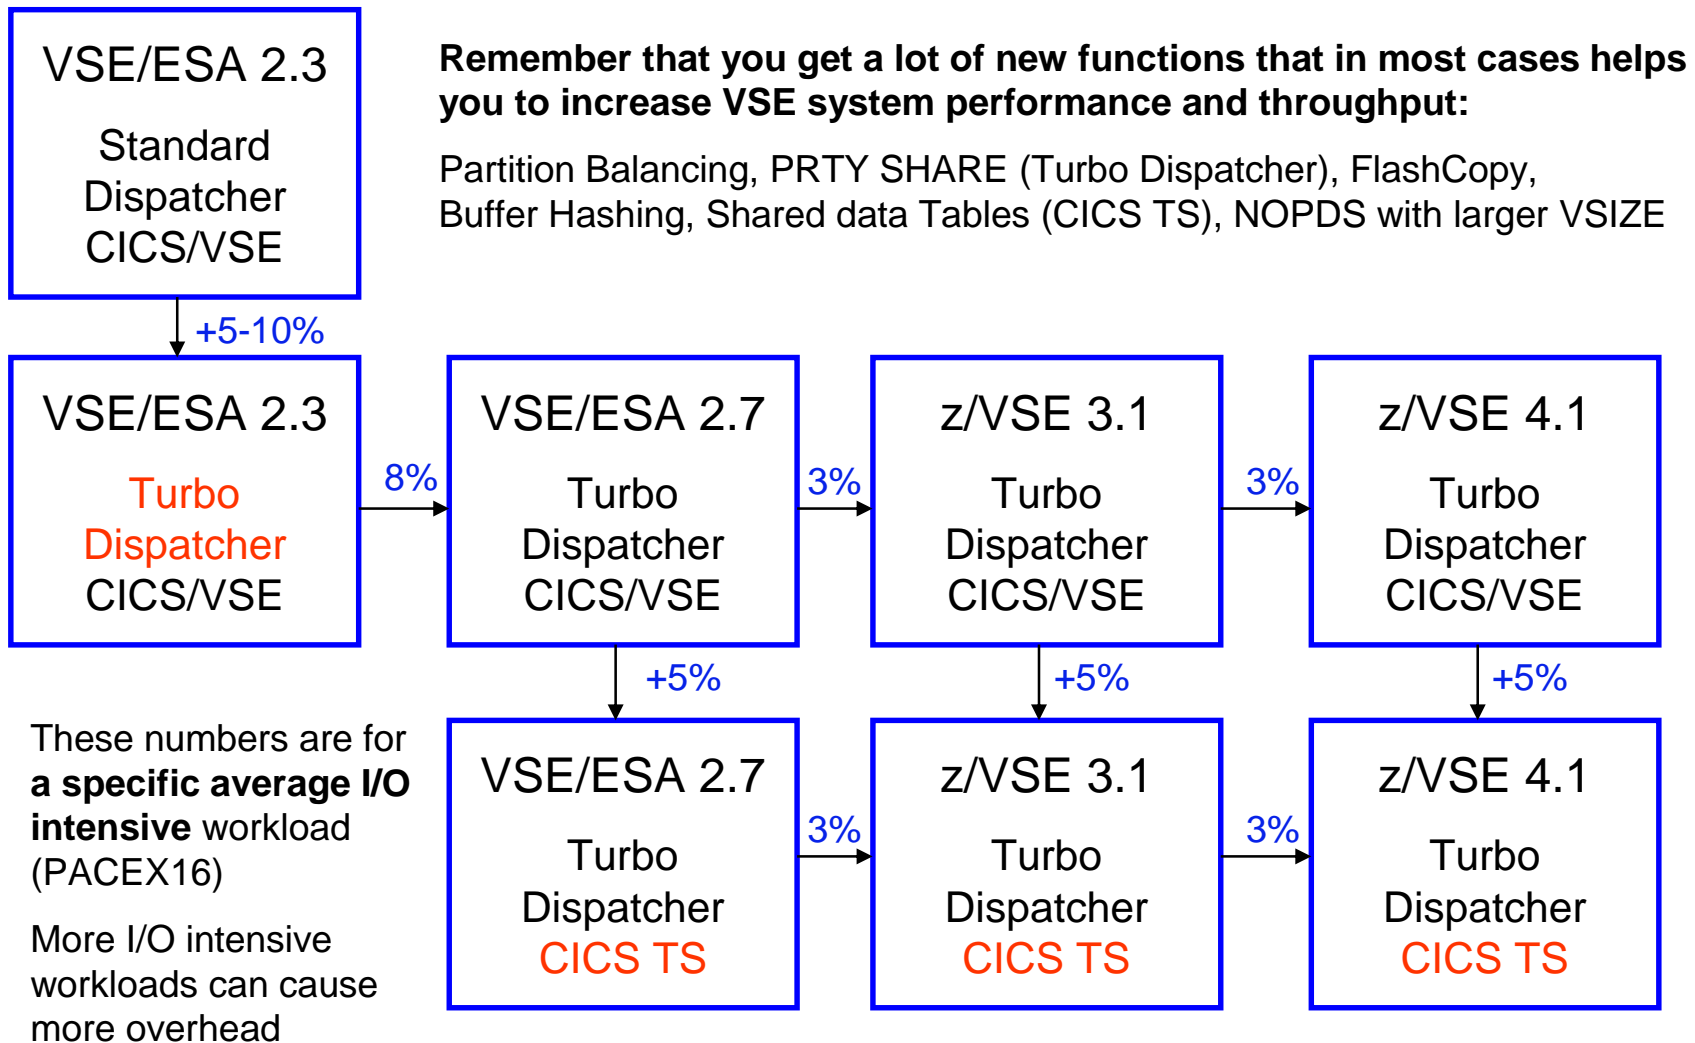 VSE/ESA 2.3
Standard
Dispatcher
CICS/VSE
Remember that you get a lot of new functions that in most cases helps
you to increase VSE system performance and throughput:
Partition Balancing, PRTY SHARE (Turbo Dispatcher), FlashCopy,
Buffer Hashing, Shared data Tables (CICS TS), NOPDS with larger VSIZE
+5-10%
VSE/ESA 2.3
Turbo
Dispatcher
CICS/VSE
8%
VSE/ESA 2.7
Turbo
Dispatcher
CICS/VSE
3%
z/VSE 3.1
Turbo
Dispatcher
CICS/VSE
3%
z/VSE 4.1
Turbo
Dispatcher
CICS/VSE
+5%
+5%
+5%
These numbers are for
a specific average I/O
intensive workload
(PACEX16)
More I/O intensive
workloads can cause
more overhead
VSE/ESA 2.7
Turbo
Dispatcher
CICS TS
3%
z/VSE 3.1
Turbo
Dispatcher
CICS TS
3%
z/VSE 4.1
Turbo
Dispatcher
CICS TS